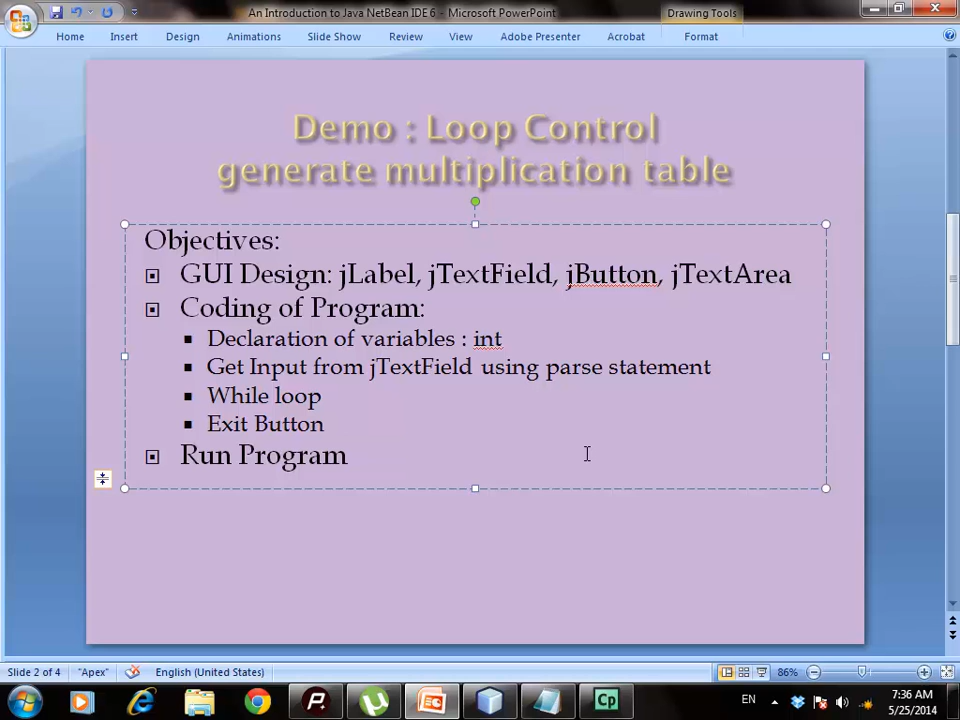 An Introduction to Java NetBean IDE 6 - Microsoft PowerPoint
Drawing Tools
Home Insert Design Animations Slide Show Review View Adobe Presenter Acrobat Format
Demo : Loop Control
generate multiplication table
Objectives:
GUI Design: jLabel, jTextField, jButton, jTextArea
Coding of Program:
Declaration of variables : int
Get Input from jTextField using parse statement
While loop
Exit Button
Run Program
Slide 2 of 4 "Apex" English (United States) 86%
EN
7:36 AM
5/25/2014
Cp